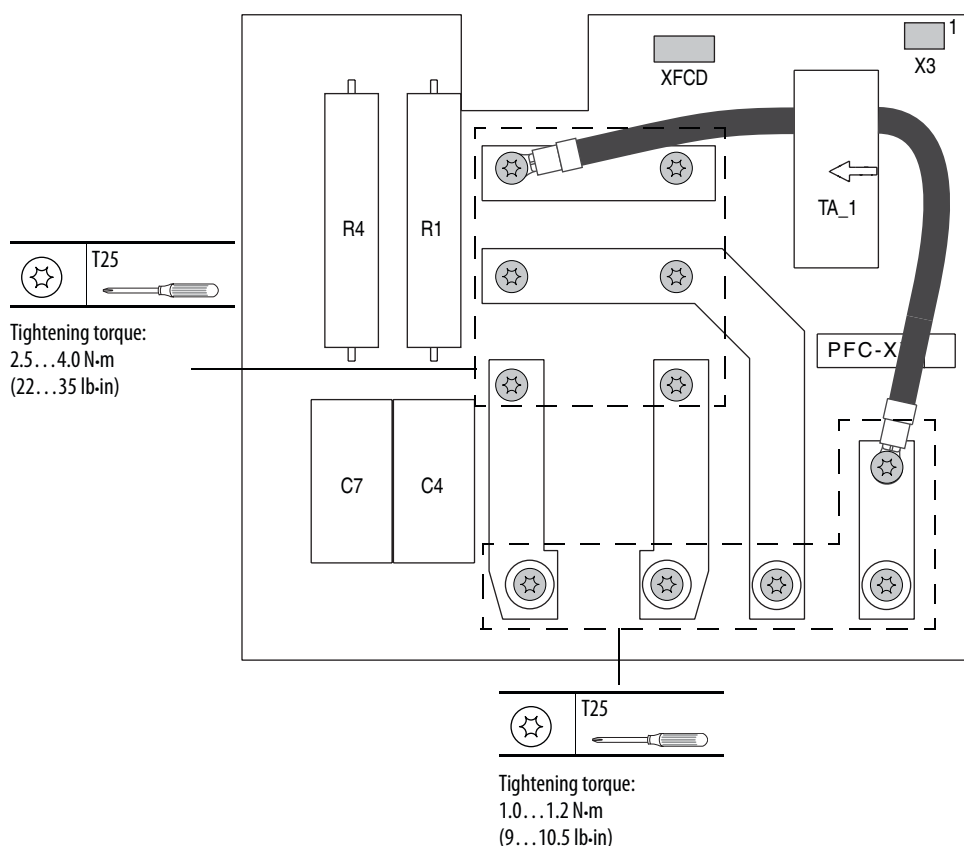 1
XFCD
X3
TA_1
R4
R1
T25
Tightening torque:
2.5...4.0 N•m
(22...35 lb•in)
PFC-X
C7
C4
T25
Tightening torque:
1.0...1.2 N•m
(9...10.5 lb•in)